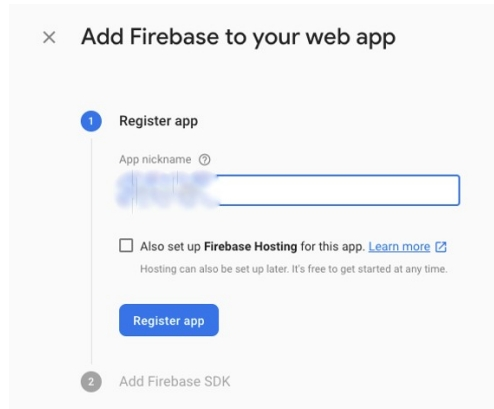 Add Firebase to your web app
1
Register app
App nickname
Also set up Firebase Hosting for this app. Learn more
Hosting can also be set up later. It's free to get started at any time.
Register app
2
Add Firebase SDK